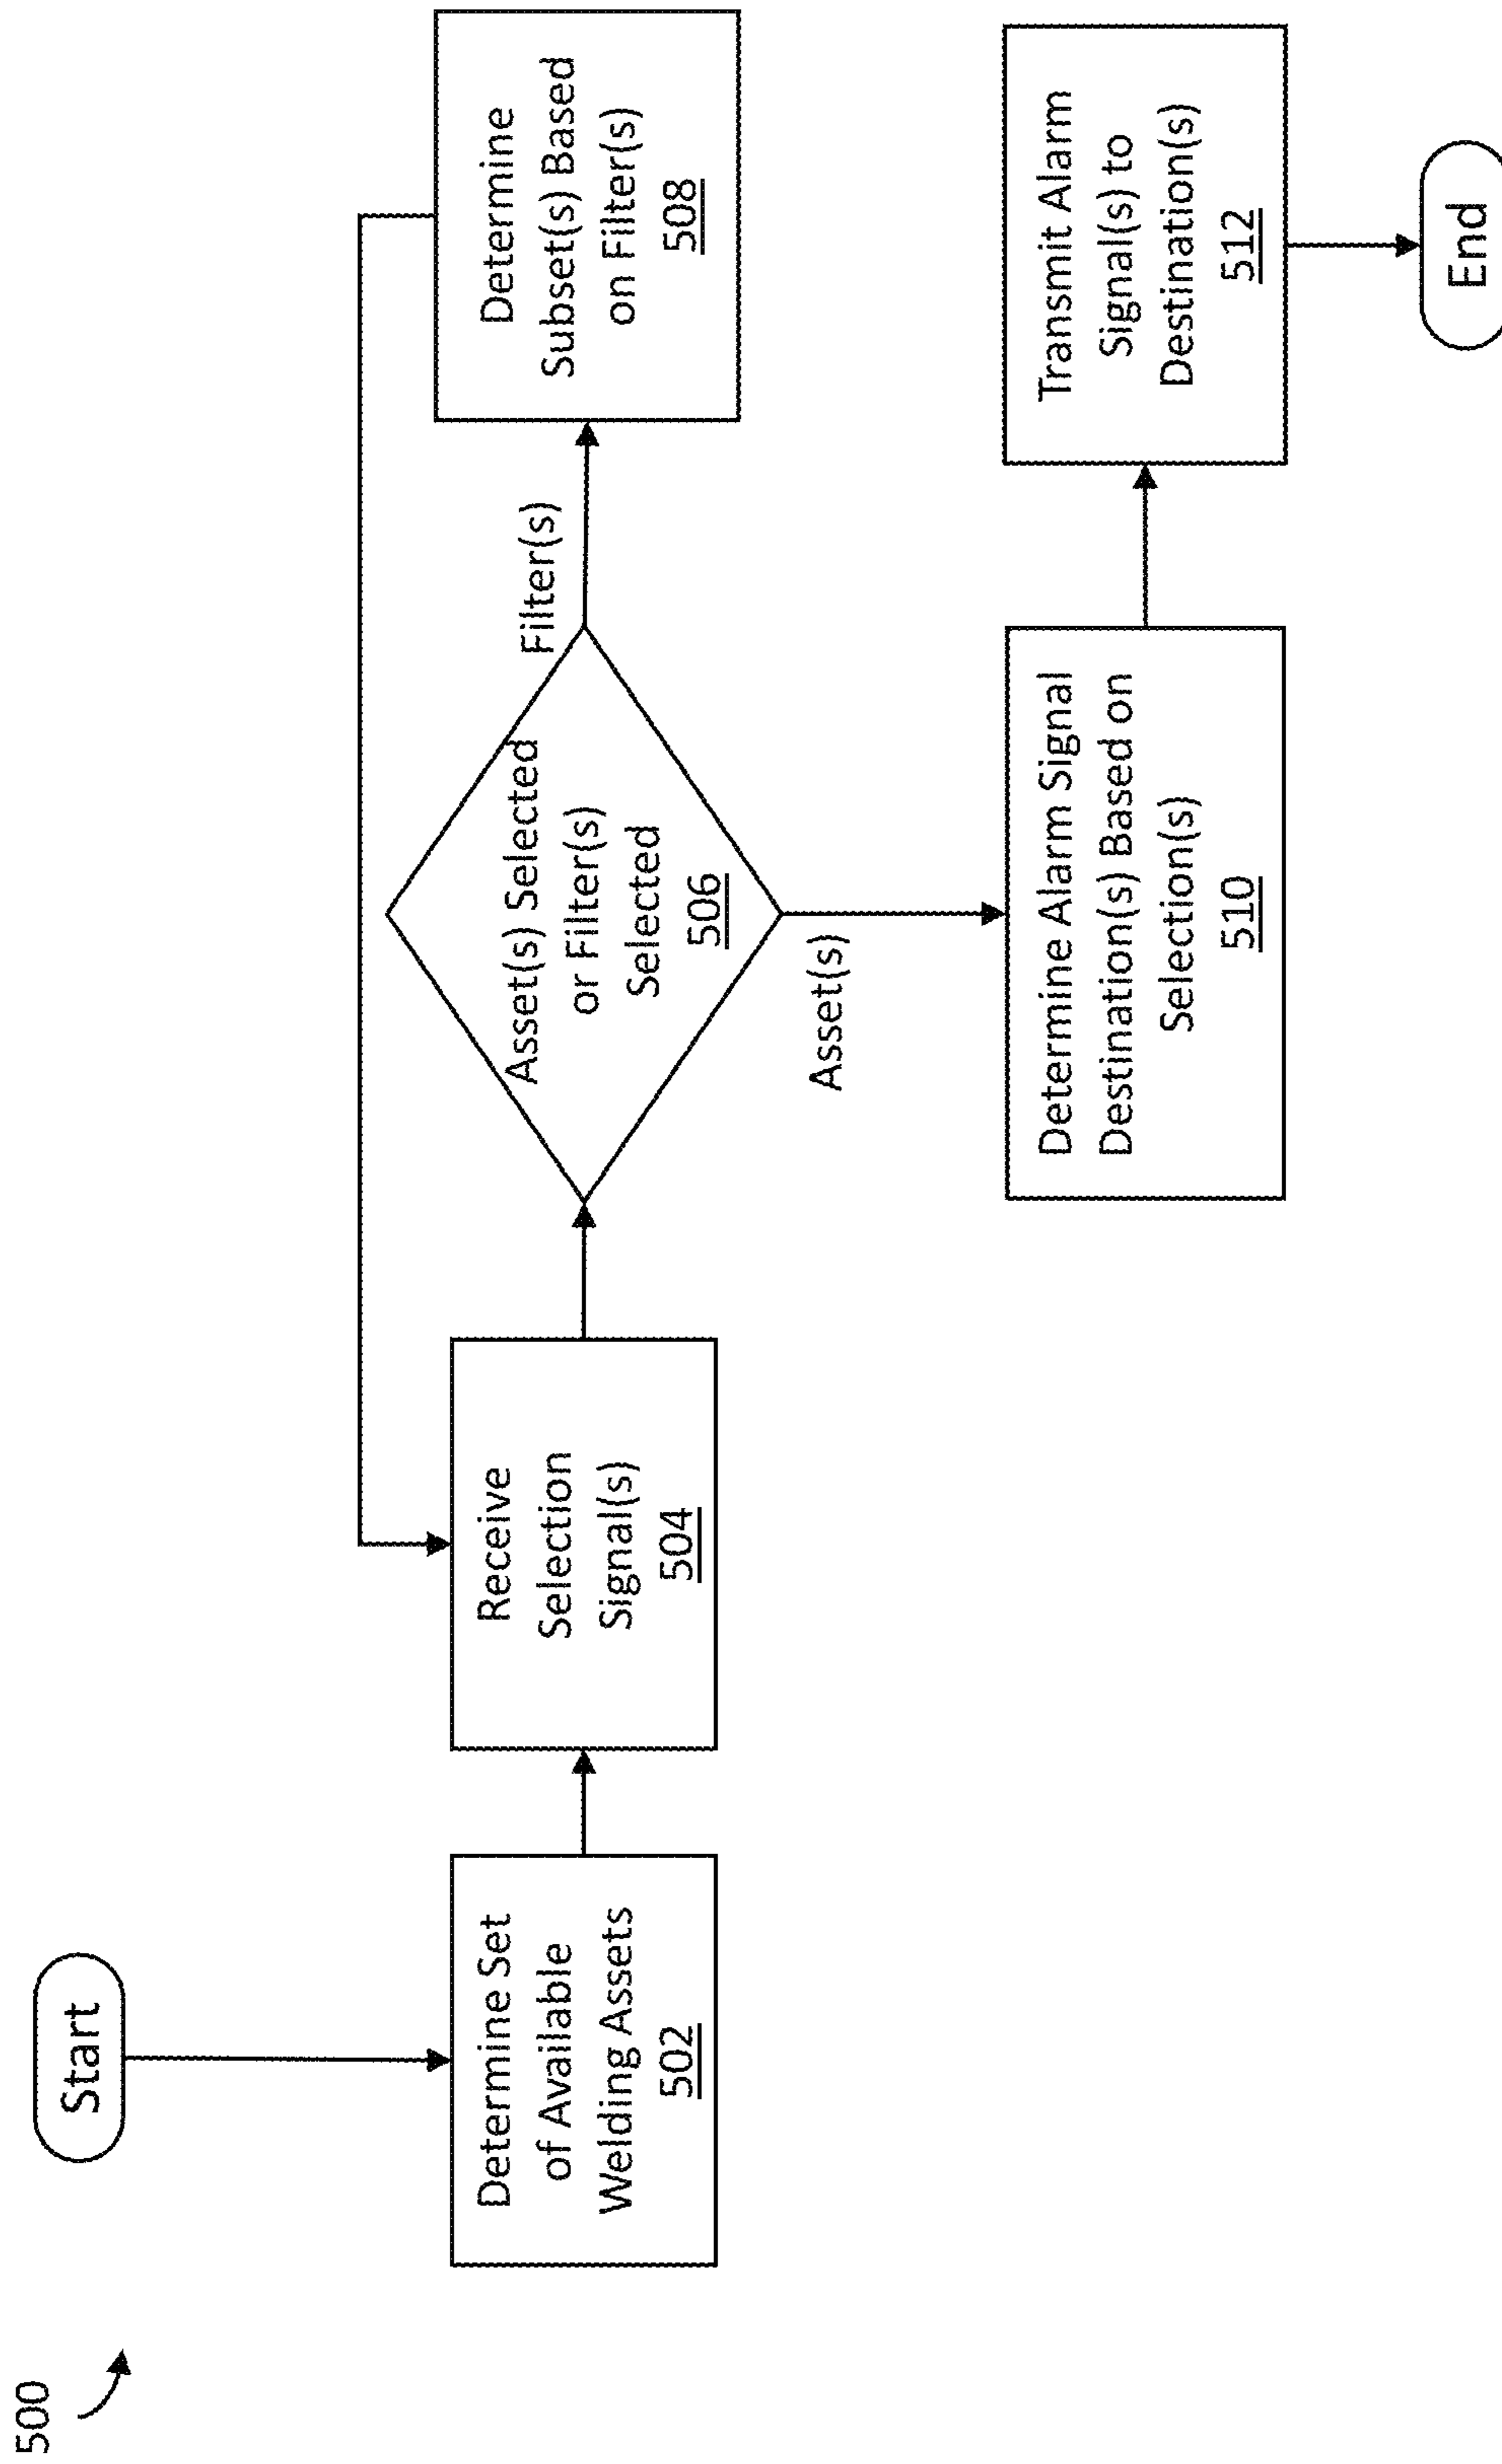 500
Start
Determine Set
of Available
Welding Assets
502
Receive
Selection
Signal(s)
504
Asset(s) Selected
or Filter(s)
Selected
506
Filter(s)
Determine
Subset(s) Based
on Filter(s)
508
Asset(s)
Determine Alarm Signal
Destination(s) Based on
Selection(s)
510
Transmit Alarm
Signal(s) to
Destination(s)
512
End